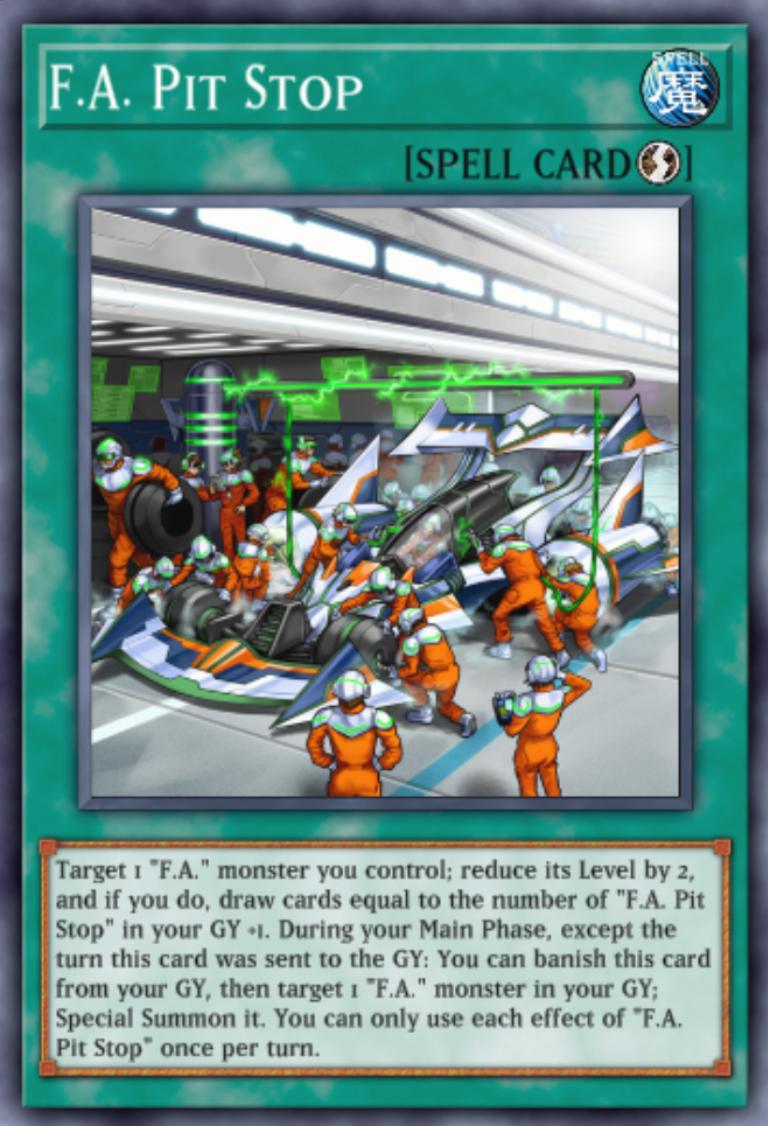 F.A. Pit Stop
SPELL
魔
[SPELL CARD]
Target 1 "F.A." monster you control; reduce its Level by 2,
and if you do, draw cards equal to the number of "F.A. Pit
Stop" in your GY +1. During your Main Phase, except the
turn this card was sent to the GY: You can banish this card
from your GY, then target 1 "F.A." monster in your GY;
Special Summon it. You can only use each effect of "F.A.
Pit Stop" once per turn.